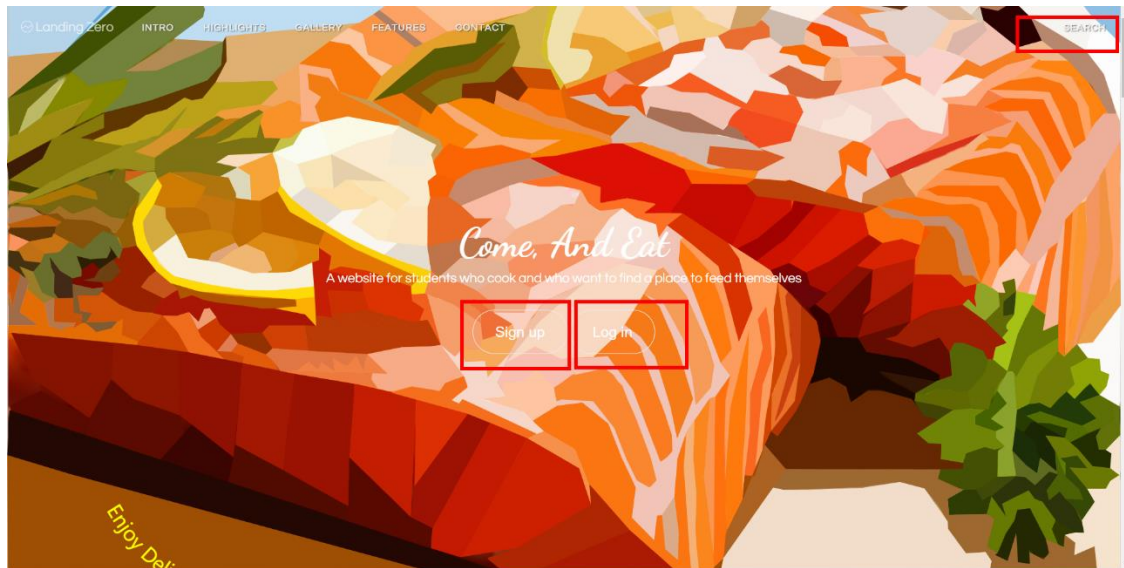 Landing Zero INTRO HIGHLIGHTS GALLERY FEATURES CONTACT SEARCH
Come, And Eat
A website for students who cook and who want to find a place to feed themselves
Sign up Log in
Enjoy Deli